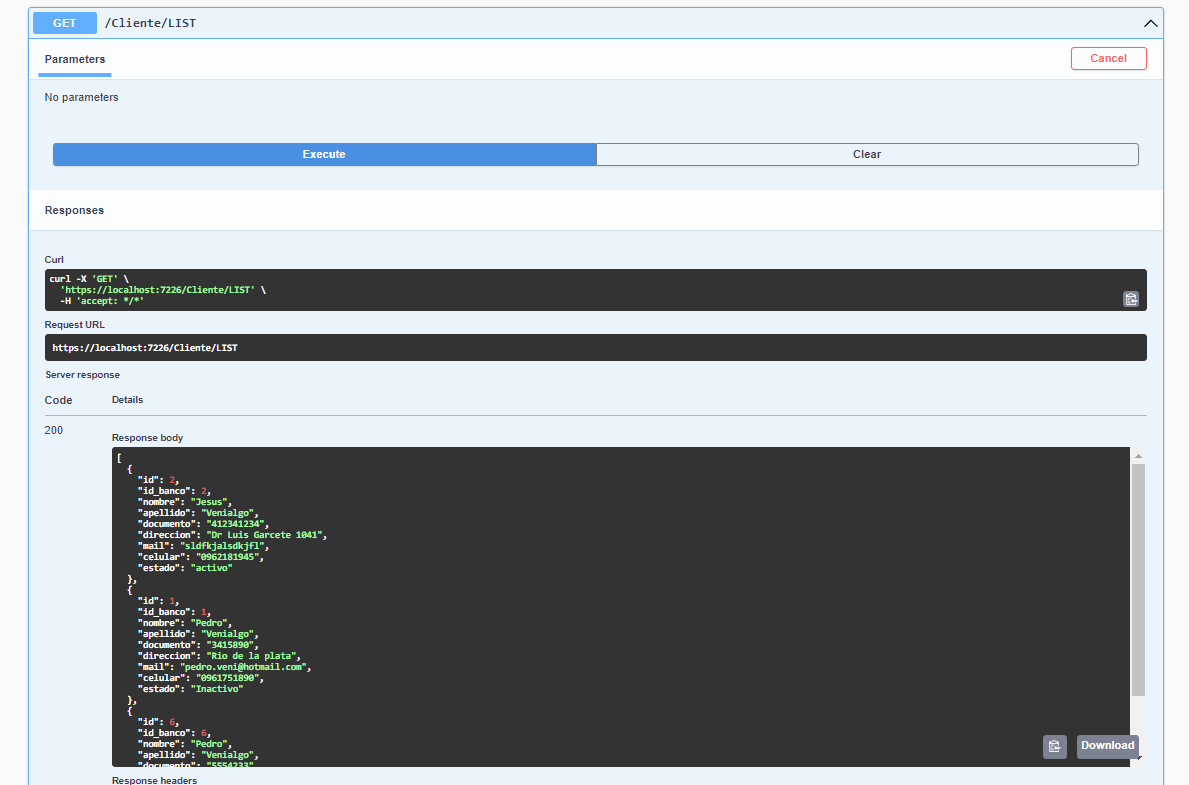 GET /Cliente/LIST
Parameters
Cancel
No parameters
Execute
Clear
Responses
Curl
curl -X 'GET' \
  'https://localhost:7226/Cliente/LIST' \
  -H 'accept: */*'
Request URL
https://localhost:7226/Cliente/LIST
Server response
Code Details
200
Response body
[
  {
    "id": 2,
    "id_banco": 2,
    "nombre": "Jesus",
    "apellido": "Venialgo",
    "documento": "412341234",
    "direccion": "Dr Luis Garcete 1041",
    "mail": "sldfkjalsdkjfl",
    "celular": "0962181945",
    "estado": "activo"
  },
  {
    "id": 1,
    "id_banco": 1,
    "nombre": "Pedro",
    "apellido": "Venialgo",
    "documento": "3415890",
    "direccion": "Rio de la plata",
    "mail": "pedro.veni@hotmail.com",
    "celular": "0961751890",
    "estado": "Inactivo"
  },
  {
    "id": 6,
    "id_banco": 6,
    "nombre": "Pedro",
    "apellido": "Venialgo",
    "documento": "5554233"
Download
Response headers